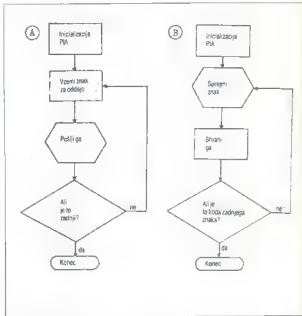 A
Inicializacija
PIA
Vzemi znak
za oddajo
Pošlji ga
Ali
je to
zadnji?
ne
da
Konec
B
Inicializacija
PIA
Sprejmi
znak
Shrani
ga
Ali je
to koda zadnjega
znaka?
ne
da
Konec